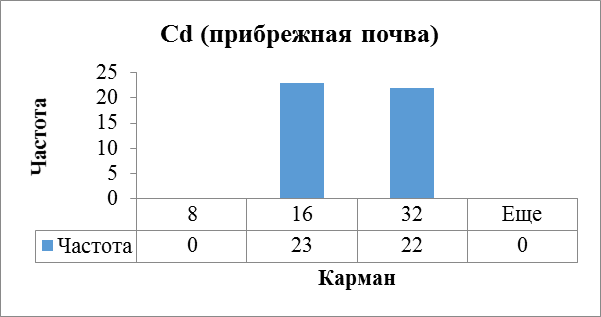 Cd (прибрежная почва)
Частота
25
20
15
10
5
0
8 16 32 Еще
Частота 0 23 22 0
Карман